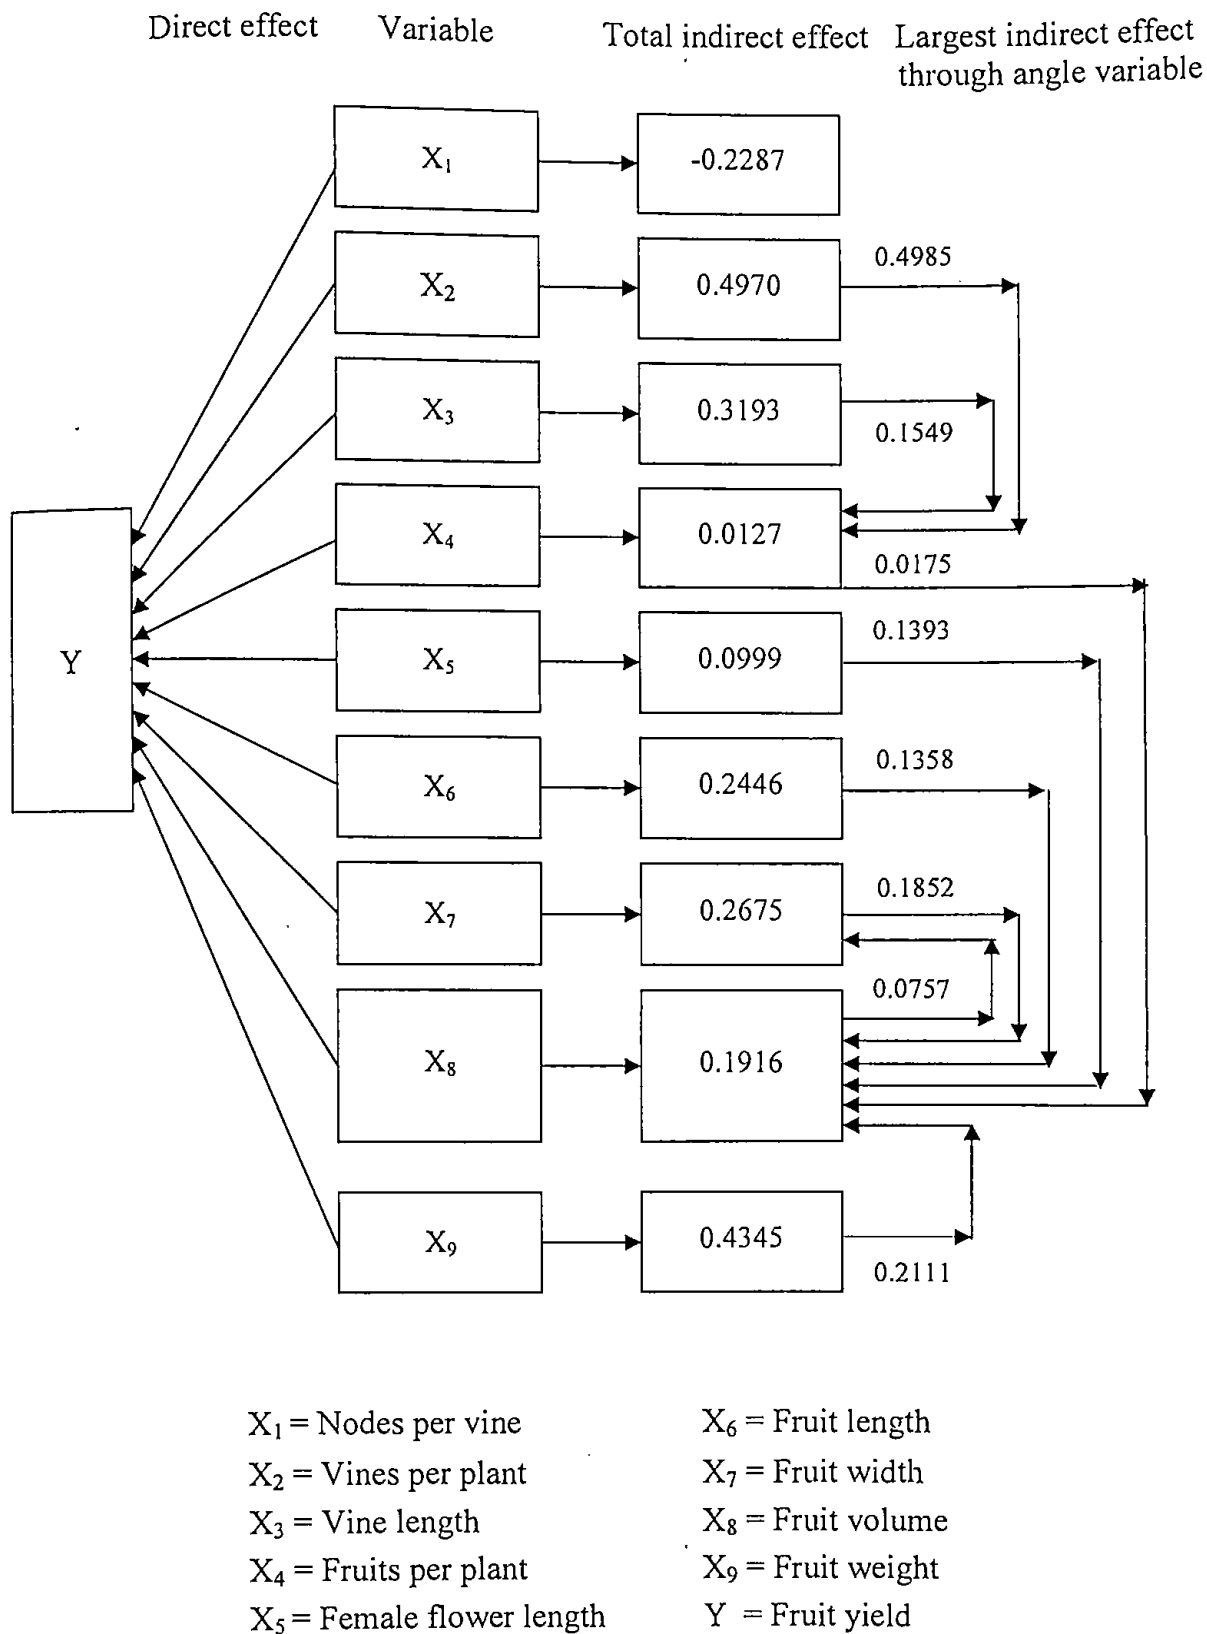 Direct effect Variable Total indirect effect Largest indirect effect
through angle variable
X₁ -0.2287
X₂ 0.4970 0.4985
X₃ 0.3193 0.1549
X₄ 0.0127 0.0175
Y X₅ 0.0999 0.1393
X₆ 0.2446 0.1358
X₇ 0.2675 0.1852
0.0757
X₈ 0.1916
X₉ 0.4345 0.2111
X₁ = Nodes per vine
X₂ = Vines per plant
X₃ = Vine length
X₄ = Fruits per plant
X₅ = Female flower length
X₆ = Fruit length
X₇ = Fruit width
X₈ = Fruit volume
X₉ = Fruit weight
Y = Fruit yield